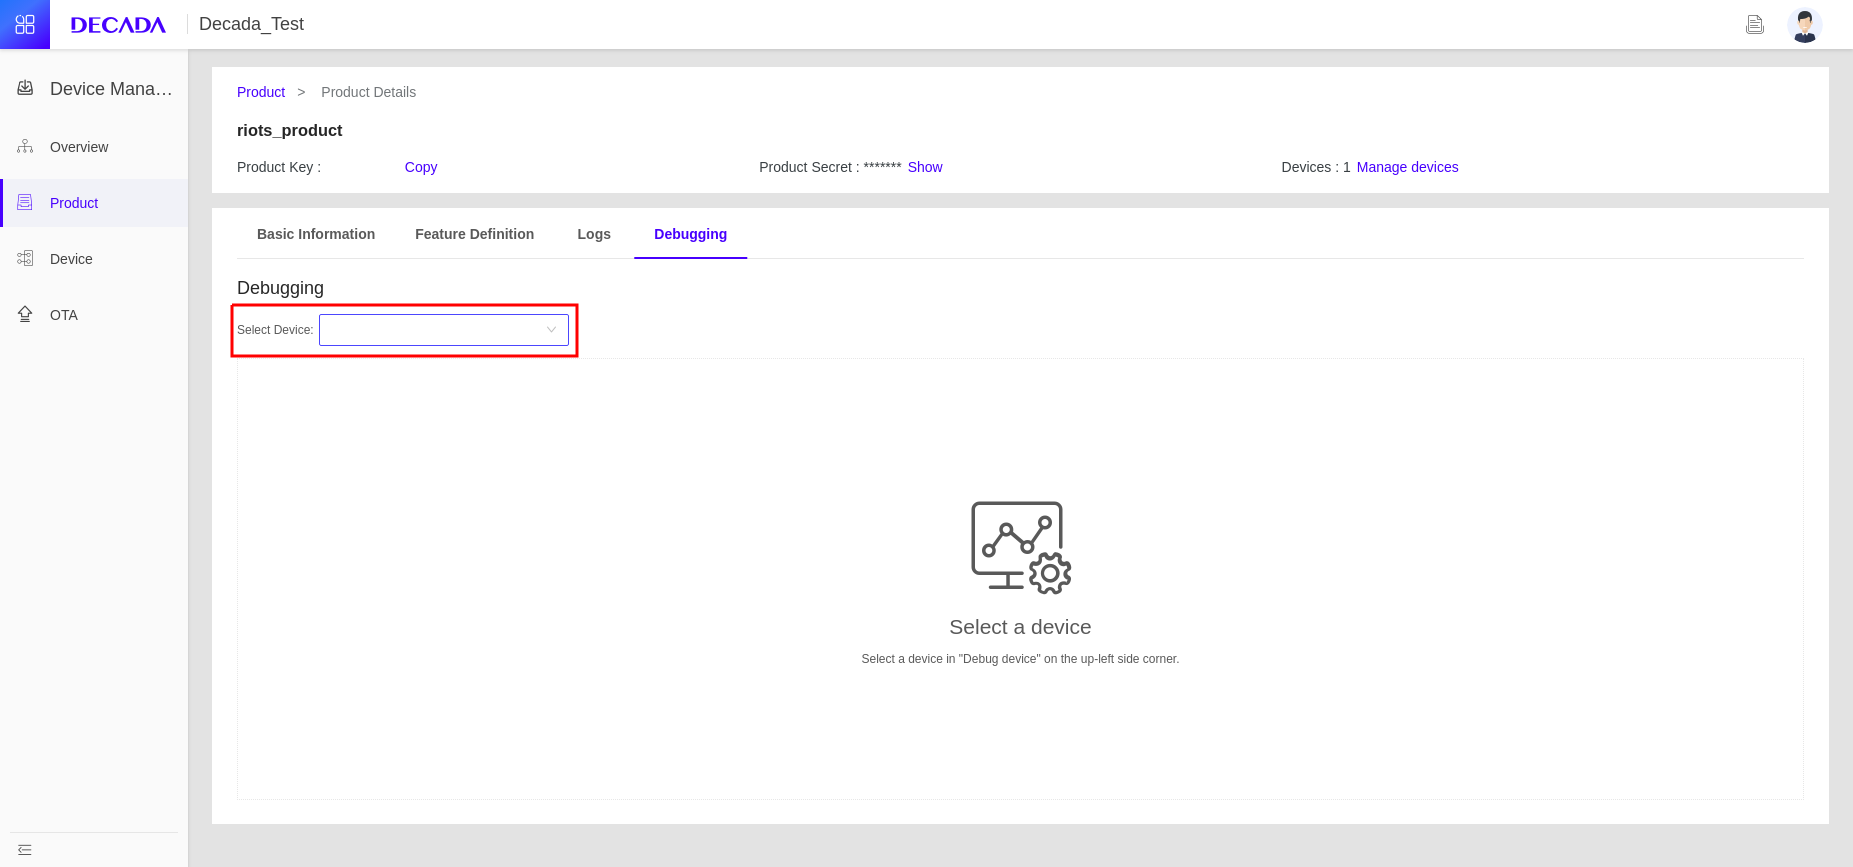 DECADA
Decada_Test
Device Mana…
Overview
Product
Device
OTA
Product > Product Details
riots_product
Product Key : Copy
Product Secret : ******* Show
Devices : 1 Manage devices
Basic Information
Feature Definition
Logs
Debugging
Debugging
Select Device:
Select a device
Select a device in "Debug device" on the up-left side corner.